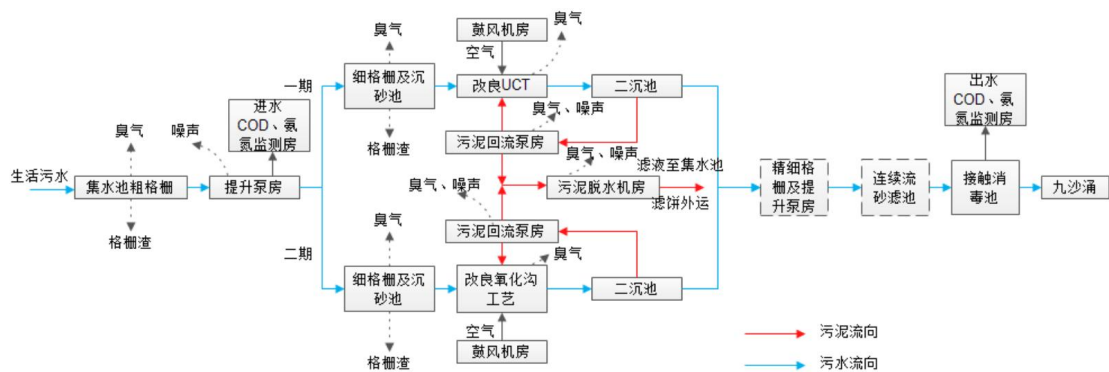 生活污水
集水池粗格栅
臭气
格栅渣
噪声
提升泵房
进水
COD、氨
氮监测房
一期
二期
臭气
细格栅及沉
砂池
格栅渣
鼓风机房
空气
臭气
改良UCT
二沉池
臭气、噪声
污泥回流泵房
臭气、噪声
污泥脱水机房
滤液至集水池
滤饼外运
臭气、噪声
污泥回流泵房
臭气
细格栅及沉
砂池
格栅渣
臭气
改良氧化沟
工艺
二沉池
空气
鼓风机房
精细格
栅及提
升泵房
连续流
砂滤池
出水
COD、氨
氮监测房
接触消
毒池
九沙涌
污泥流向
污水流向